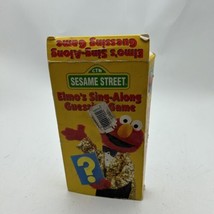 Elmo's Sing-Along
Guessing Game
SESAME STREET
Elmo's Sing-Along
Guessing Game
?